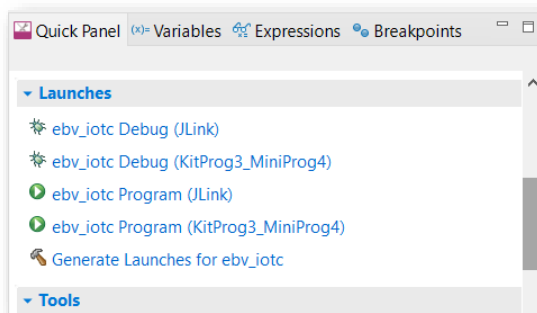 Quick Panel (x)= Variables Expressions Breakpoints
Launches
ebv_iotc Debug (JLink)
ebv_iotc Debug (KitProg3_MiniProg4)
ebv_iotc Program (JLink)
ebv_iotc Program (KitProg3_MiniProg4)
Generate Launches for ebv_iotc
Tools